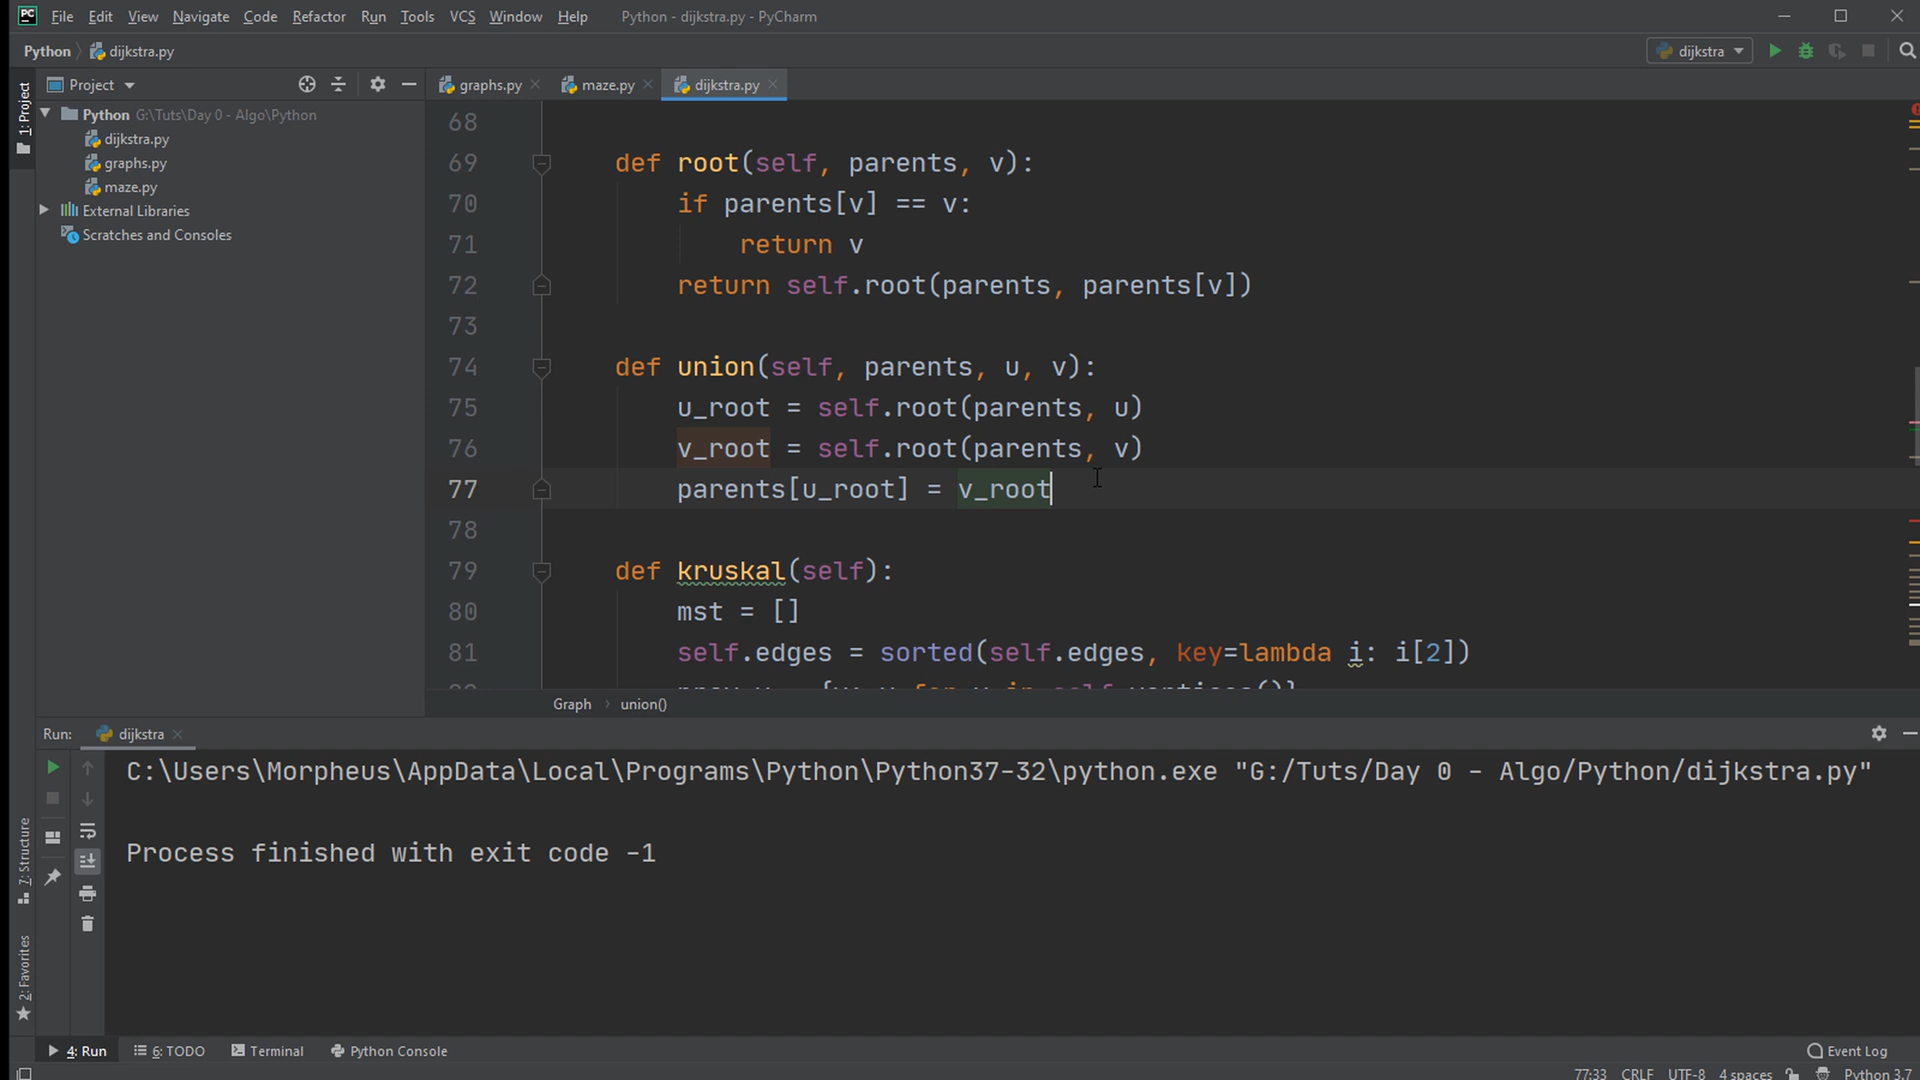 PC File Edit View Navigate Code Refactor Run Tools VCS Window Help Python - dijkstra.py - PyCharm
Python dijkstra.py dijkstra
1: Project
Project graphs.py maze.py dijkstra.py
Python G:\Tuts\Day 0 - Algo\Python
dijkstra.py
graphs.py
maze.py
External Libraries
Scratches and Consoles
68
69 def root(self, parents, v):
70 if parents[v] == v:
71 return v
72 return self.root(parents, parents[v])
73
74 def union(self, parents, u, v):
75 u_root = self.root(parents, u)
76 v_root = self.root(parents, v)
77 parents[u_root] = v_root
78
79 def kruskal(self):
80 mst = []
81 self.edges = sorted(self.edges, key=lambda i: i[2])
Graph › union()
Run: dijkstra
C:\Users\Morpheus\AppData\Local\Programs\Python\Python37-32\python.exe "G:/Tuts/Day 0 - Algo/Python/dijkstra.py"
Process finished with exit code -1
7: Structure
2: Favorites
4: Run 6: TODO Terminal Python Console Event Log
77:33 CRLF UTF-8 4 spaces Python 3.7